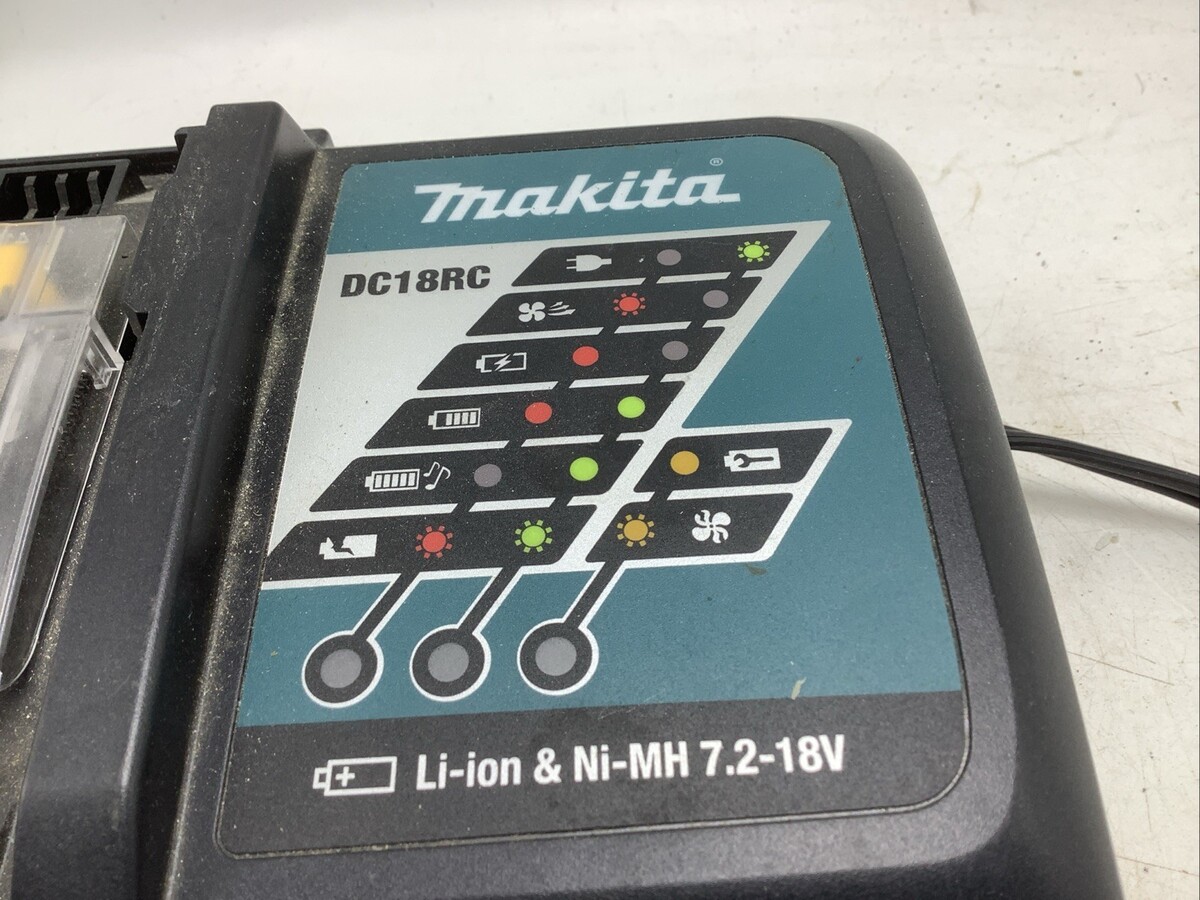 makita®
DC18RC
Li-ion & Ni-MH 7.2-18V